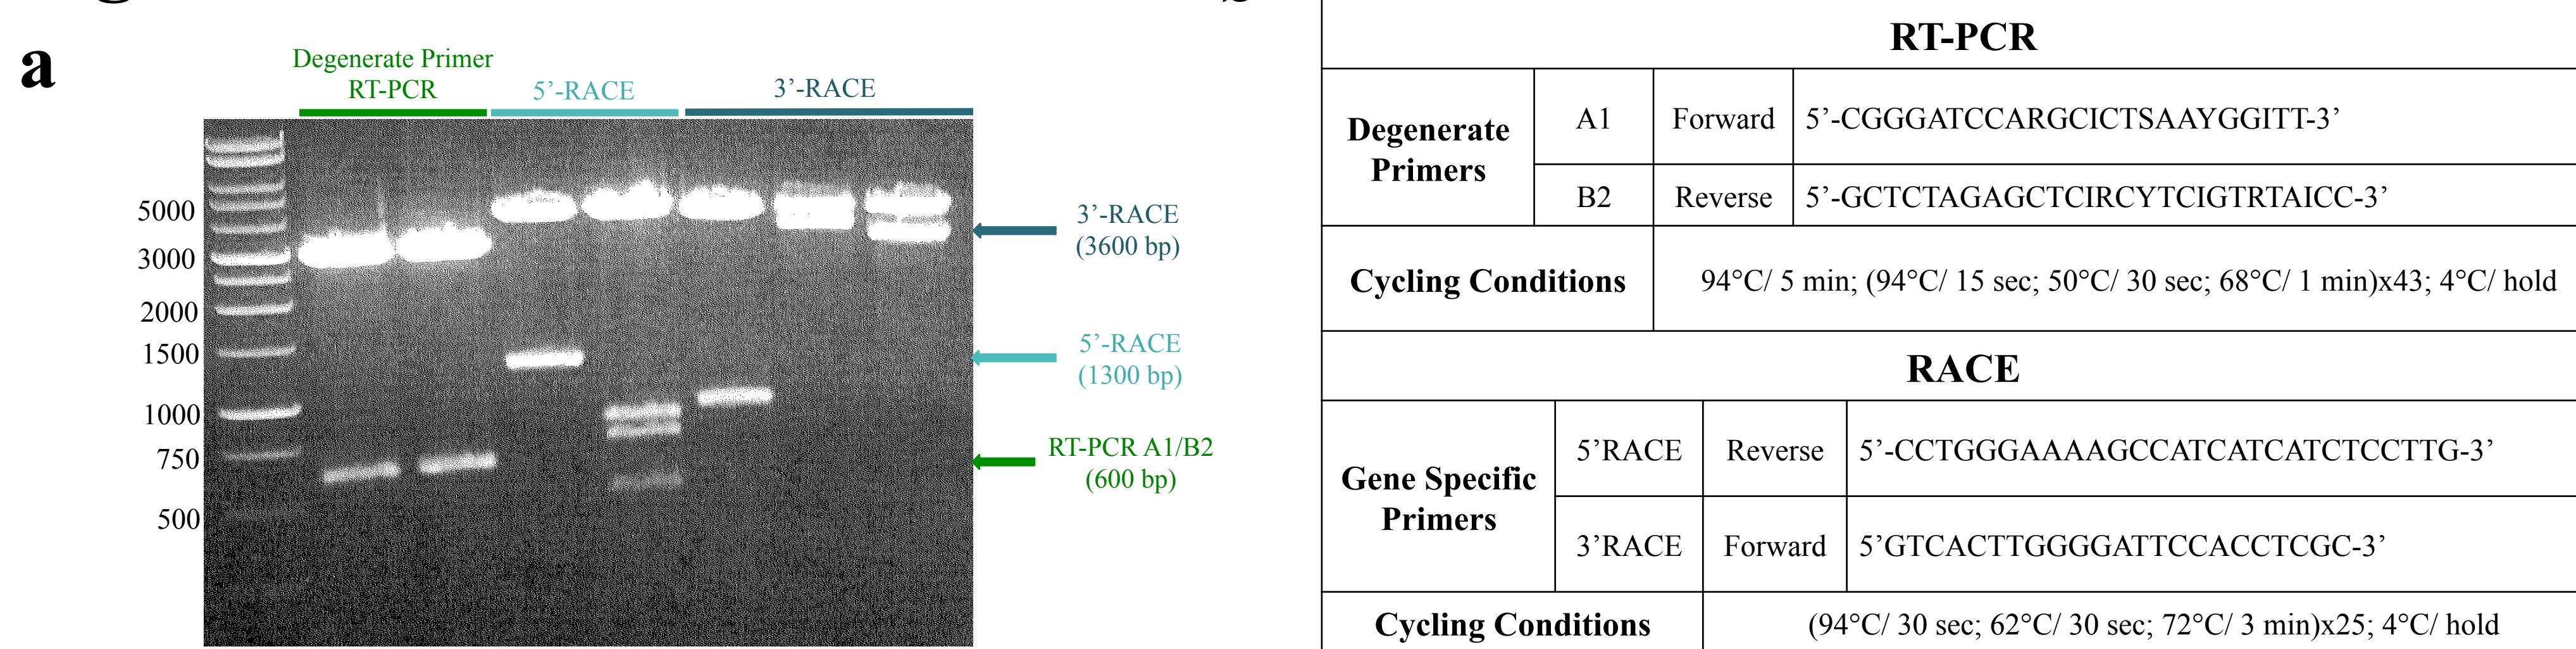 a
Degenerate Primer
RT-PCR
5’-RACE
3’-RACE
5000
3000
2000
1500
1000
750
500
3’-RACE
(3600 bp)
5’-RACE
(1300 bp)
RT-PCR A1/B2
(600 bp)
RT-PCR
Degenerate
Primers
A1 Forward 5’-CGGGATCCARGCICTSAAYGGITT-3’
B2 Reverse 5’-GCTCTAGAGCTCIRCYTCIGTRTAICC-3’
Cycling Conditions 94°C/ 5 min; (94°C/ 15 sec; 50°C/ 30 sec; 68°C/ 1 min)x43; 4°C/ hold
RACE
Gene Specific
Primers
5’RACE Reverse 5’-CCTGGGAAAAGCCATCATCATCTCCTTG-3’
3’RACE Forward 5’GTCACTTGGGGATTCCACCTCGC-3’
Cycling Conditions (94°C/ 30 sec; 62°C/ 30 sec; 72°C/ 3 min)x25; 4°C/ hold